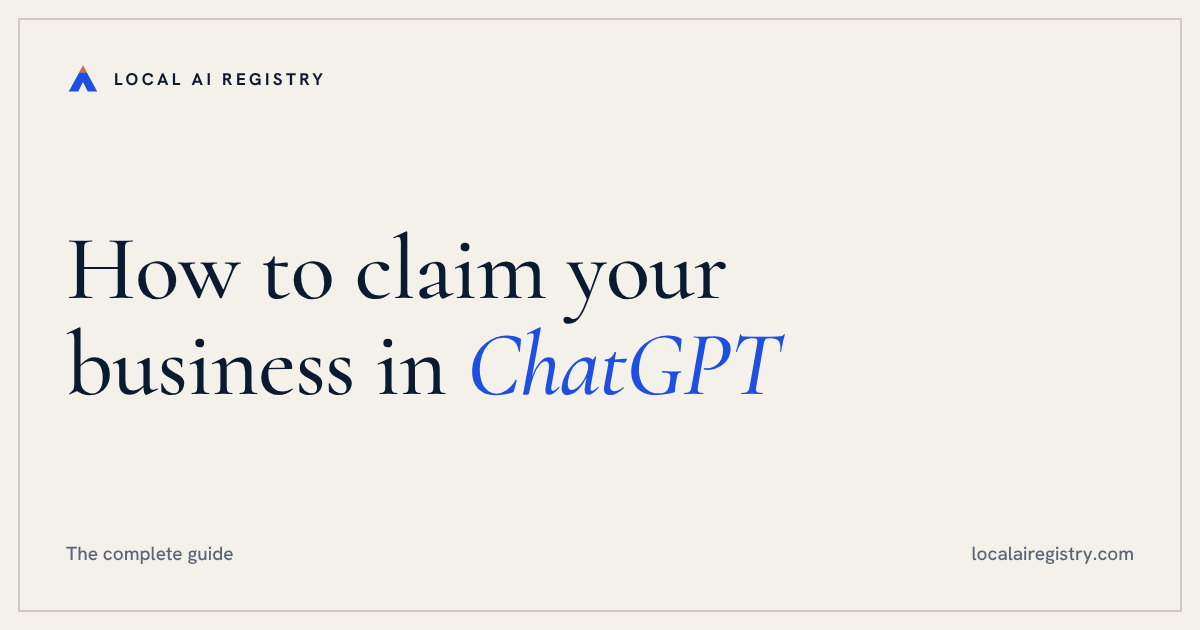 LOCAL AI REGISTRY
How to claim your
business in ChatGPT
The complete guide
localairegistry.com